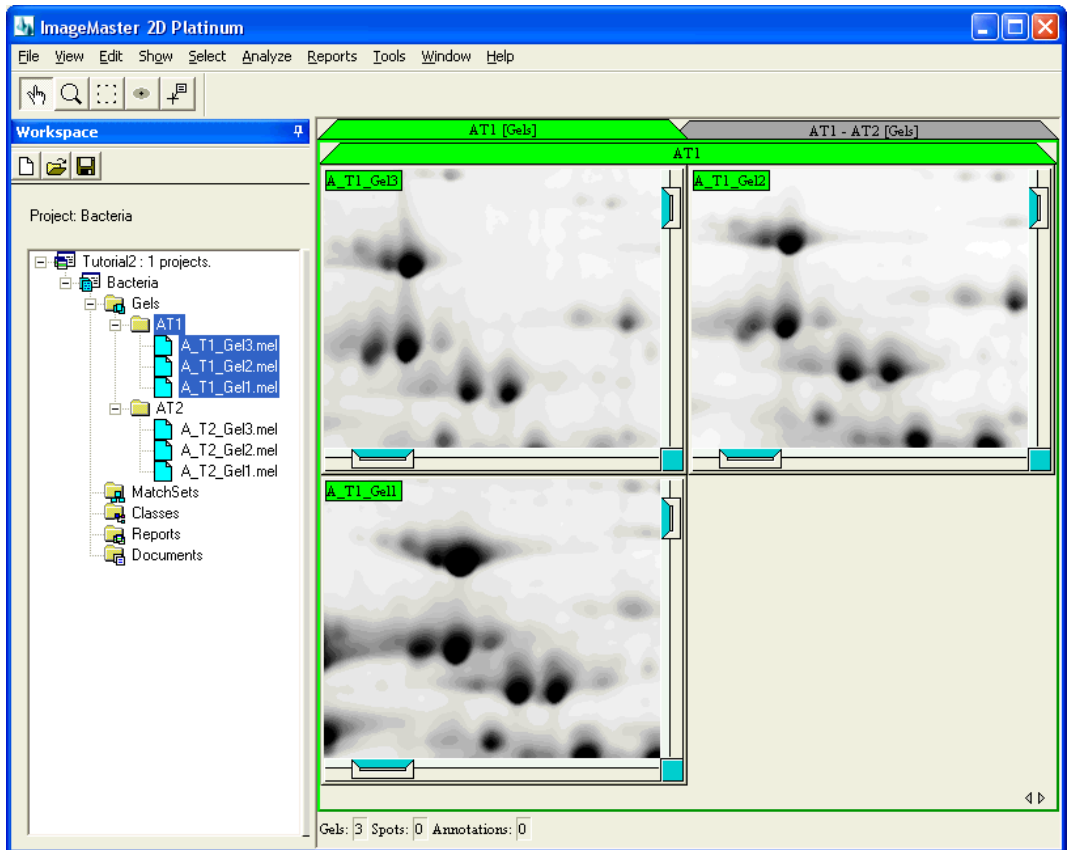 ImageMaster 2D Platinum
File View Edit Show Select Analyze Reports Tools Window Help
Workspace
Project: Bacteria
Tutorial2 : 1 projects.
Bacteria
Gels
AT1
A_T1_Gel3.mel
A_T1_Gel2.mel
A_T1_Gel1.mel
AT2
A_T2_Gel3.mel
A_T2_Gel2.mel
A_T2_Gel1.mel
MatchSets
Classes
Reports
Documents
AT1 [Gels]
AT1 - AT2 [Gels]
AT1
A_T1_Gel3
A_T1_Gel2
A_T1_Gel1
Gels: 3 Spots: 0 Annotations: 0